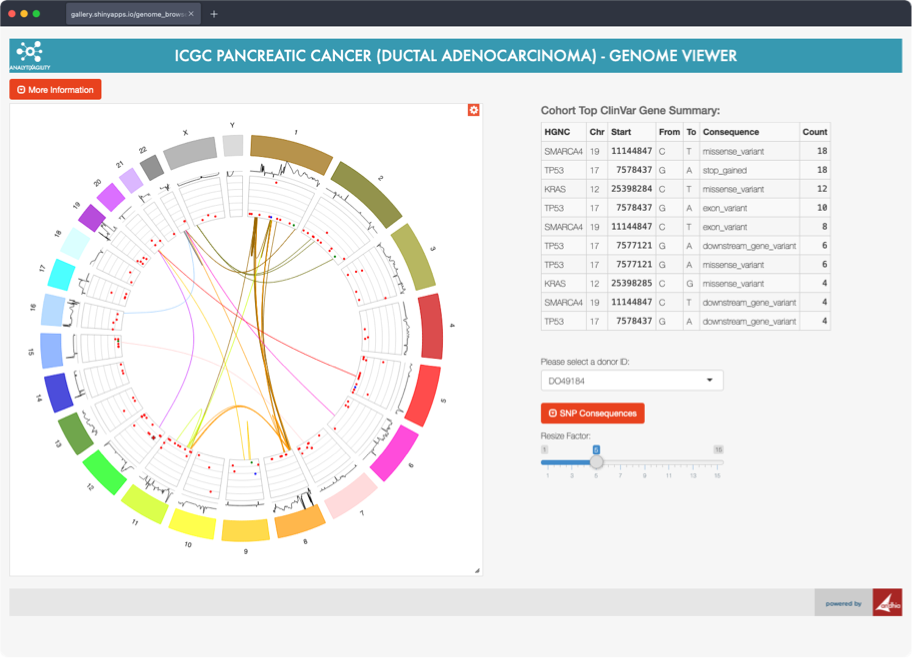 gallery.shinyapps.io/genome_brow
ANALYTIXAGILITY
ICGC PANCREATIC CANCER (DUCTAL ADENOCARCINOMA) - GENOME VIEWER
More Information
1
2
3
4
5
6
7
8
9
10
11
12
13
14
15
16
17
18
19
20
21
22
X
Y
Cohort Top ClinVar Gene Summary:
HGNC Chr Start From To Consequence Count
SMARCA4 19 11144847 C T missense_variant 18
TP53 17 7578437 G A stop_gained 18
KRAS 12 25398284 C T missense_variant 12
TP53 17 7578437 G A exon_variant 10
SMARCA4 19 11144847 C T exon_variant 8
TP53 17 7577121 G A downstream_gene_variant 6
TP53 17 7577121 G A missense_variant 6
KRAS 12 25398285 C G missense_variant 4
SMARCA4 19 11144847 C T downstream_gene_variant 4
TP53 17 7578437 G A downstream_gene_variant 4
Please select a donor ID:
DO49184
SNP Consequences
Resize Factor:
1 5 15
1 3 5 7 9 11 13 15
powered by
aridhia